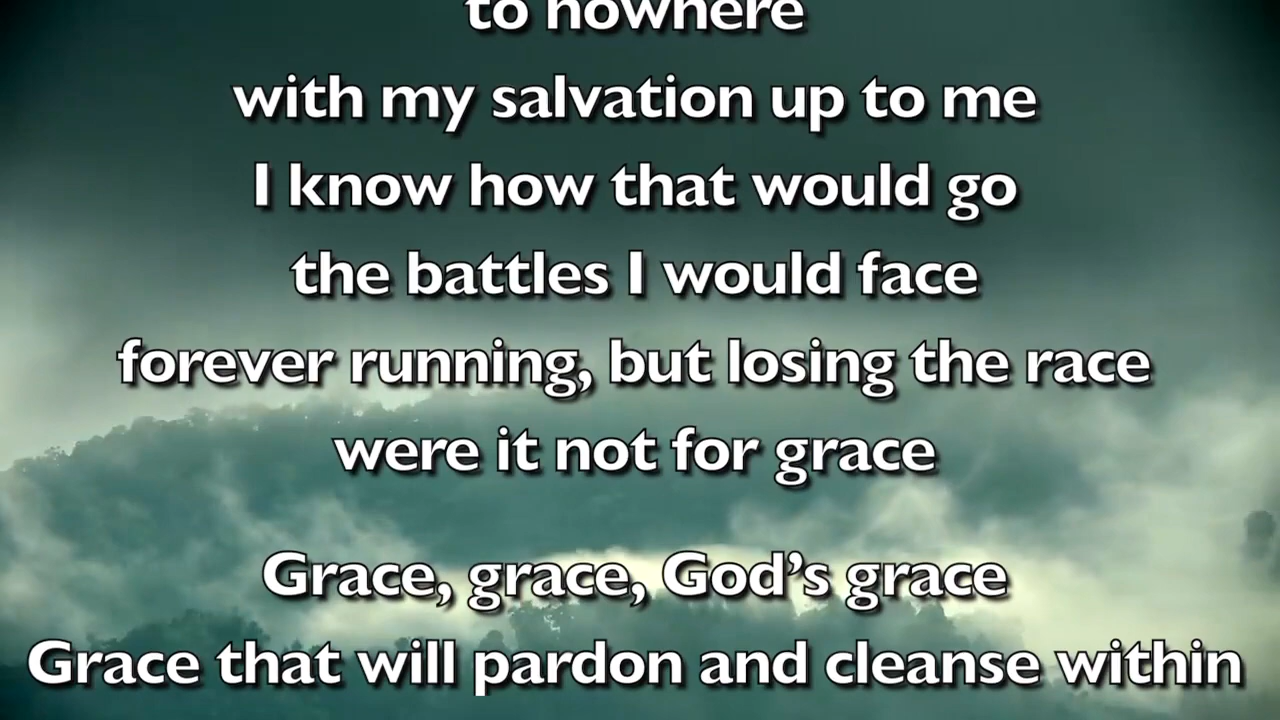 to nowhere
with my salvation up to me
I know how that would go
the battles I would face
forever running, but losing the race
were it not for grace
Grace, grace, God's grace
Grace that will pardon and cleanse within